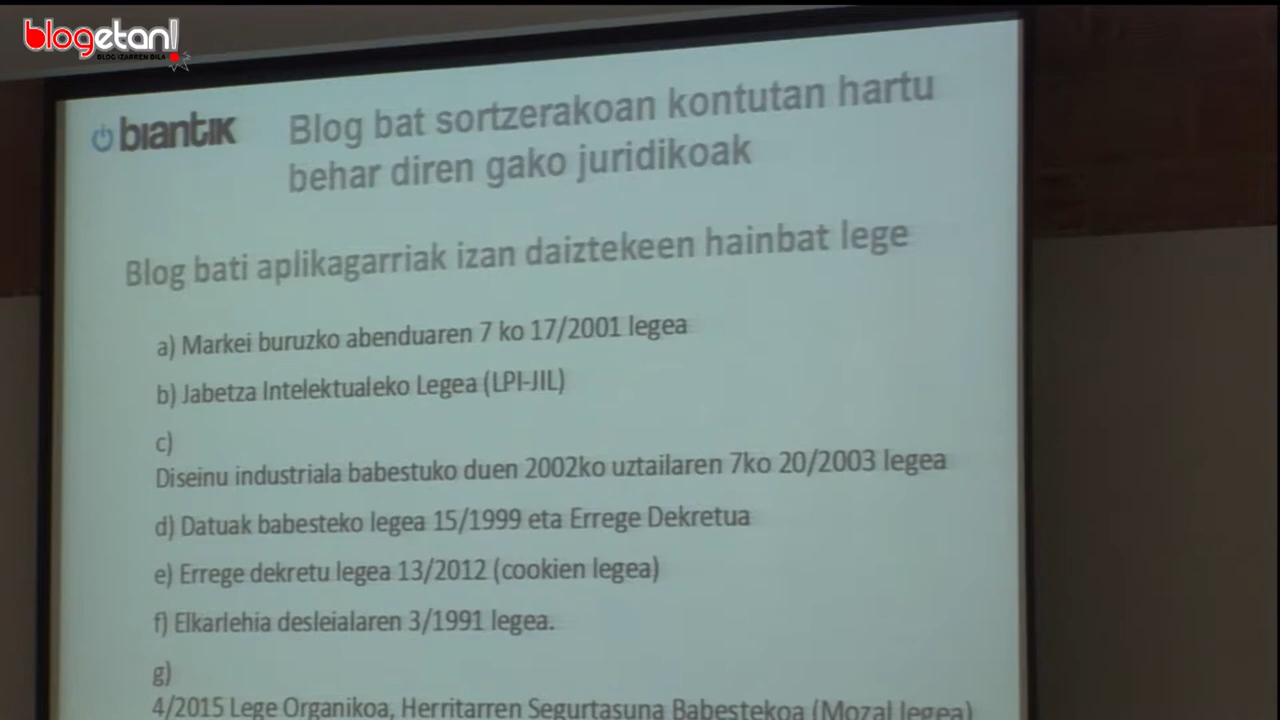 blogetan!
BLOG IZARREN BILA
biantik
Blog bat sortzerakoan kontutan hartu
behar diren gako juridikoak
Blog bati aplikagarriak izan daiztekeen hainbat lege
a) Markei buruzko abenduaren 7 ko 17/2001 legea
b) Jabetza Intelektualeko Legea (LPI-JIL)
c)
Diseinu industriala babestuko duen 2002ko uztailaren 7ko 20/2003 legea
d) Datuak babesteko legea 15/1999 eta Errege Dekretua
e) Errege dekretu legea 13/2012 (cookien legea)
f) Elkarlehia desleialaren 3/1991 legea.
g)
4/2015 Lege Organikoa, Herritarren Segurtasuna Babestekoa (Mozal legea)